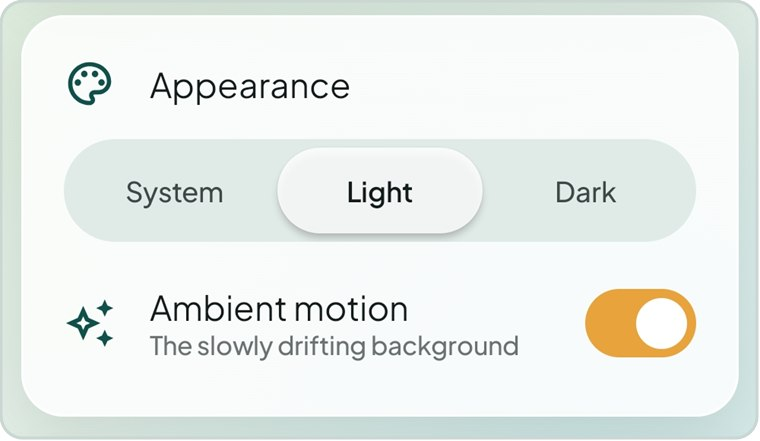 Appearance
System Light Dark
Ambient motion
The slowly drifting background